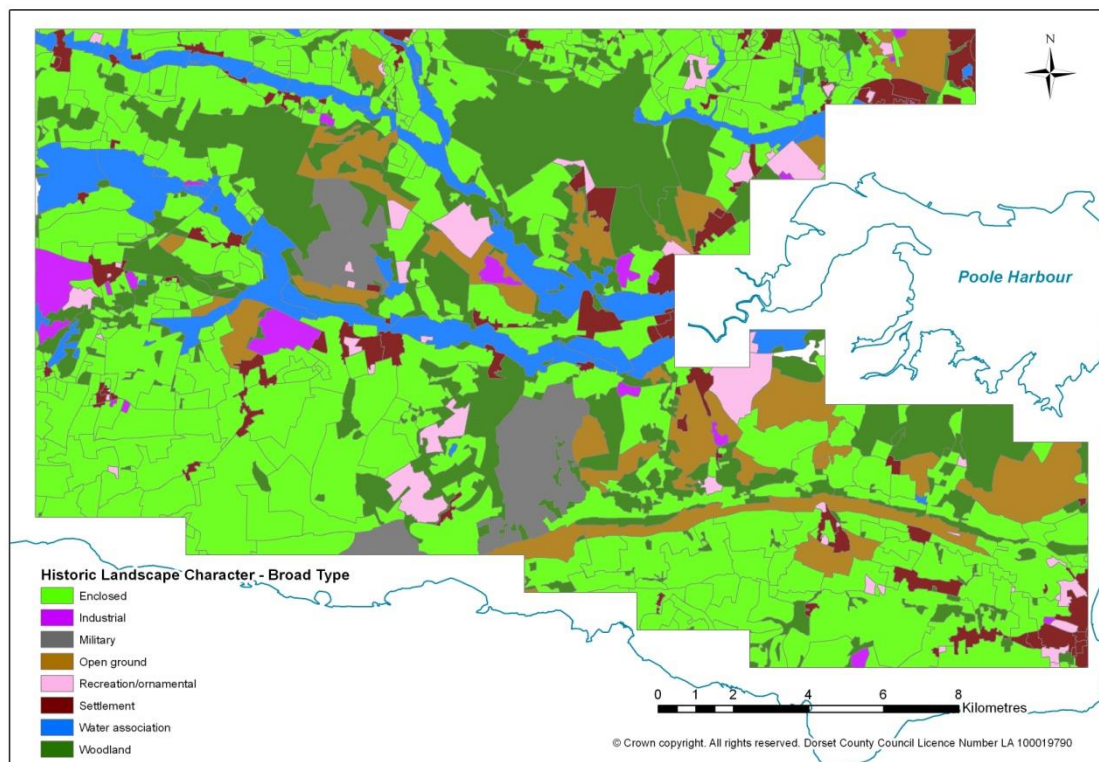 N
Poole Harbour
Historic Landscape Character - Broad Type
Enclosed
Industrial
Military
Open ground
Recreation/ornamental
Settlement
Water association
Woodland
0 1 2 4 6 8
Kilometres
© Crown copyright. All rights reserved. Dorset County Council Licence Number LA 100019790